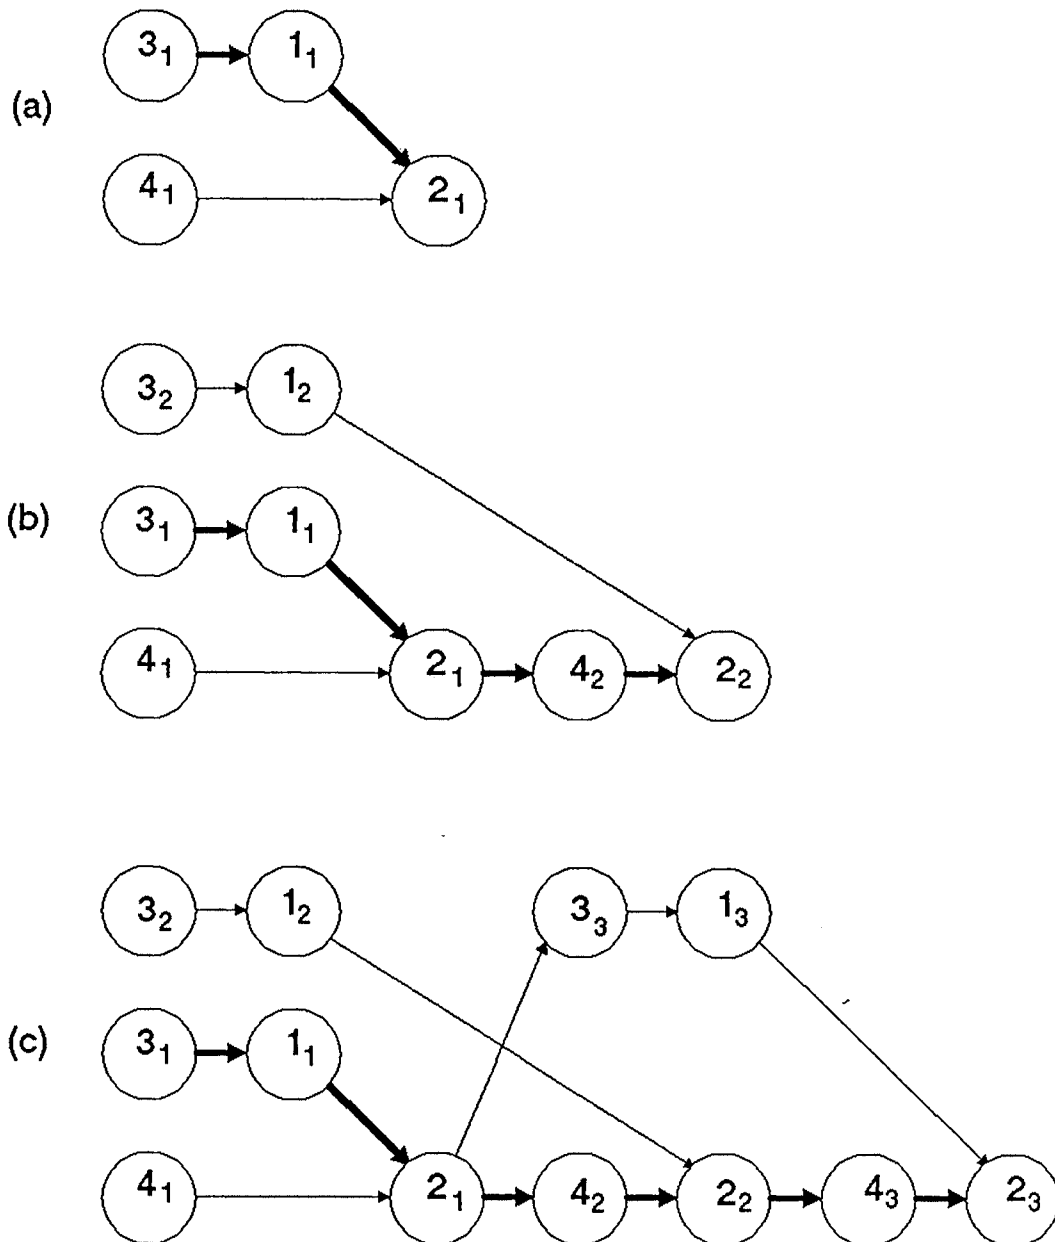 3₁ 1₁
(a)
4₁ 2₁
3₂ 1₂
(b) 3₁ 1₁
4₁ 2₁ 4₂ 2₂
3₂ 1₂ 3₃ 1₃
(c) 3₁ 1₁
4₁ 2₁ 4₂ 2₂ 4₃ 2₃